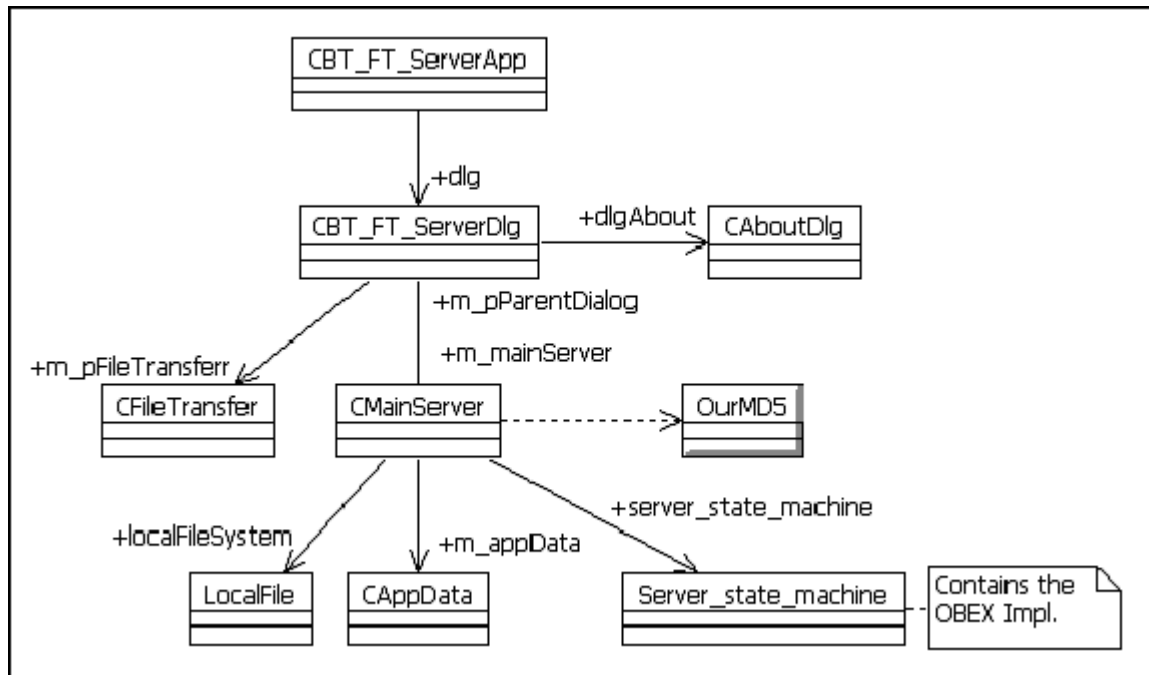 CBT_FT_ServerApp
+dlg
CBT_FT_ServerDlg
+dlgAbout
CAboutDlg
+m_pParentDialog
+m_mainServer
+m_pFileTransferr
CFileTransfer
CMainServer
OurMD5
+localFileSystem
+m_appData
+server_state_machine
LocalFile
CAppData
Server_state_machine
Contains the
OBEX Impl.